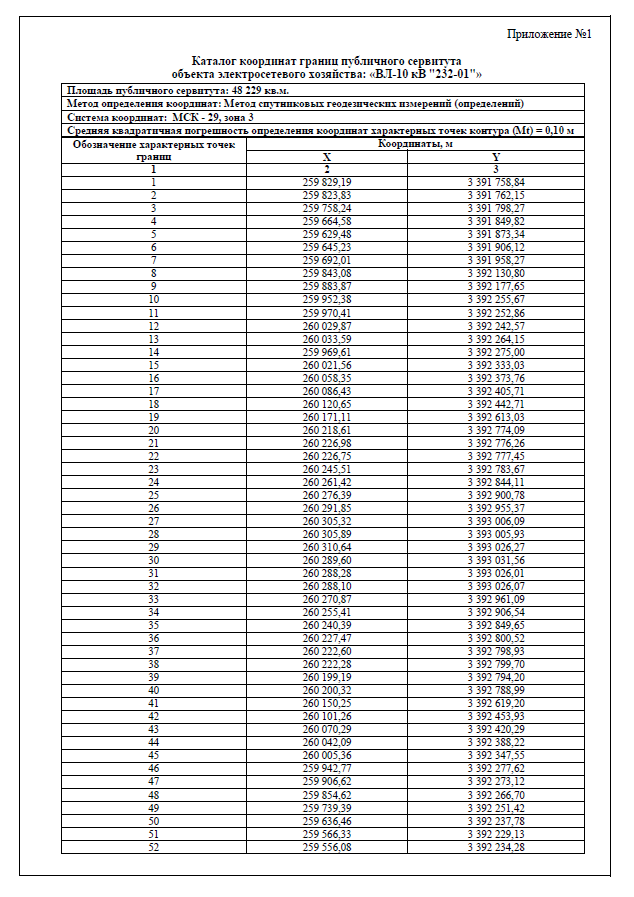 Приложение №1
Каталог координат границ публичного сервитута
объекта электросетевого хозяйства: «ВЛ-10 кВ "232-01"»
Площадь публичного сервитута: 48 229 кв.м.
Метод определения координат: Метод спутниковых геодезических измерений (определений)
Система координат: МСК - 29, зона 3
Средняя квадратичная погрешность определения координат характерных точек контура (Mt) = 0,10 м
Обозначение характерных точек границ Координаты, м
X Y
1 2 3
1 259 829,19 3 391 758,84
2 259 823,83 3 391 762,15
3 259 758,24 3 391 798,27
4 259 664,58 3 391 849,82
5 259 629,48 3 391 873,34
6 259 645,23 3 391 906,12
7 259 692,01 3 391 958,27
8 259 843,08 3 392 130,80
9 259 883,87 3 392 177,65
10 259 952,38 3 392 255,67
11 259 970,41 3 392 252,86
12 260 029,87 3 392 242,57
13 260 033,59 3 392 264,15
14 259 969,61 3 392 275,00
15 260 021,56 3 392 333,03
16 260 058,35 3 392 373,76
17 260 086,43 3 392 405,71
18 260 120,65 3 392 442,71
19 260 171,11 3 392 613,03
20 260 218,61 3 392 774,09
21 260 226,98 3 392 776,26
22 260 226,75 3 392 777,45
23 260 245,51 3 392 783,67
24 260 261,42 3 392 844,11
25 260 276,39 3 392 900,78
26 260 291,85 3 392 955,37
27 260 305,32 3 393 006,09
28 260 305,89 3 393 005,93
29 260 310,64 3 393 026,27
30 260 289,60 3 393 031,56
31 260 288,28 3 393 026,01
32 260 288,10 3 393 026,07
33 260 270,87 3 392 961,09
34 260 255,41 3 392 906,54
35 260 240,39 3 392 849,65
36 260 227,47 3 392 800,52
37 260 222,60 3 392 798,93
38 260 222,28 3 392 799,70
39 260 199,19 3 392 794,20
40 260 200,32 3 392 788,99
41 260 150,25 3 392 619,20
42 260 101,26 3 392 453,93
43 260 070,29 3 392 420,29
44 260 042,09 3 392 388,22
45 260 005,36 3 392 347,55
46 259 942,77 3 392 277,62
47 259 906,62 3 392 273,12
48 259 854,62 3 392 266,70
49 259 739,39 3 392 251,42
50 259 636,46 3 392 237,78
51 259 566,33 3 392 229,13
52 259 556,08 3 392 234,28